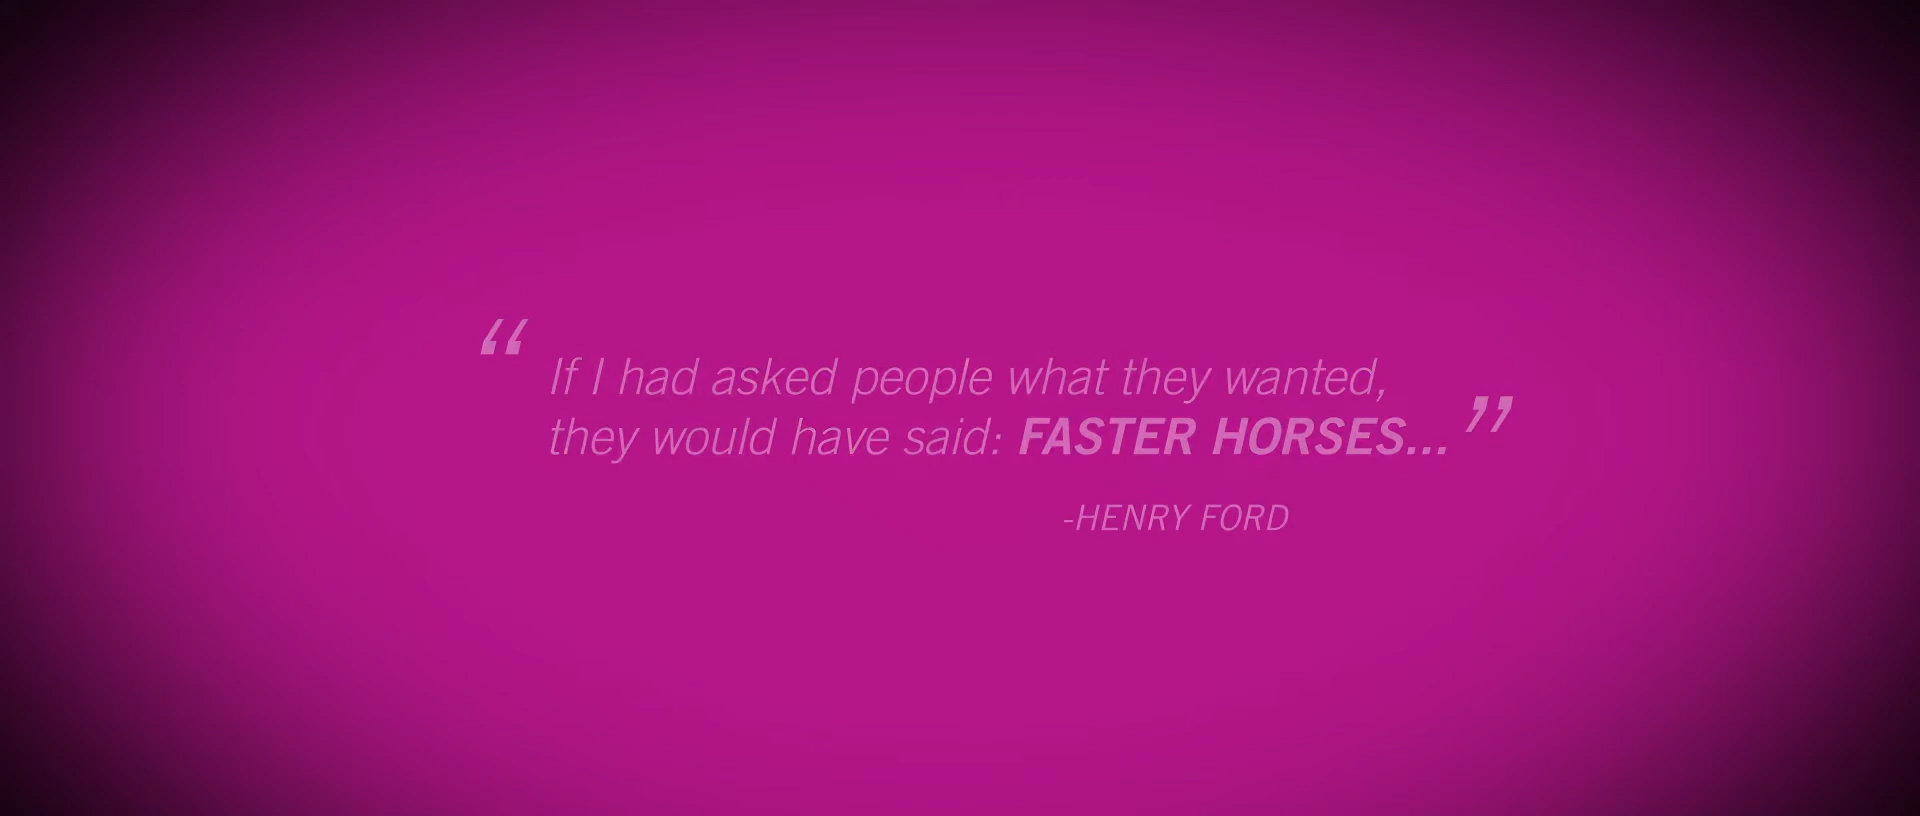 “If I had asked people what they wanted,
they would have said: FASTER HORSES...”
-HENRY FORD